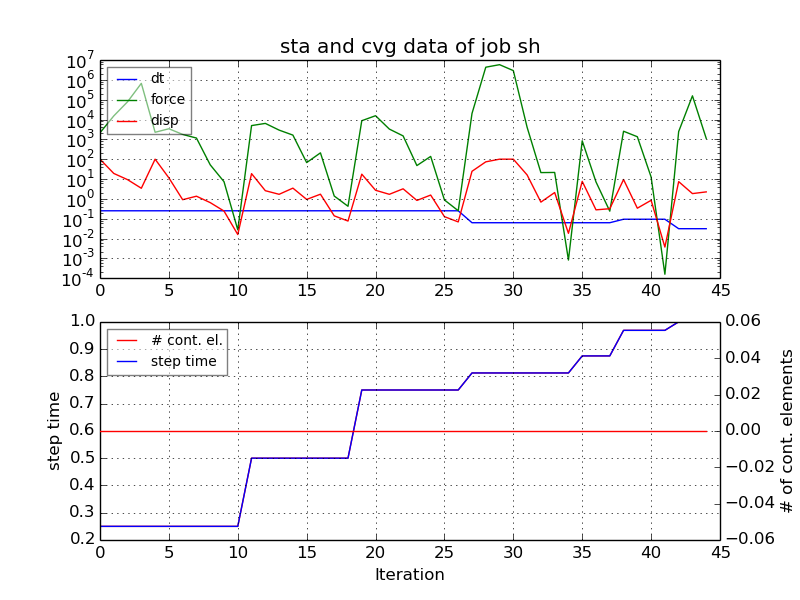 sta and cvg data of job sh
10^7
10^6
10^5
10^4
10^3
10^2
10^1
10^0
10^-1
10^-2
10^-3
10^-4
dt
force
disp
0 5 10 15 20 25 30 35 40 45
step time
1.0
0.9
0.8
0.7
0.6
0.5
0.4
0.3
0.2
# cont. el.
step time
0.06
0.04
0.02
0.00
−0.02
−0.04
−0.06
# of cont. elements
0 5 10 15 20 25 30 35 40 45
Iteration